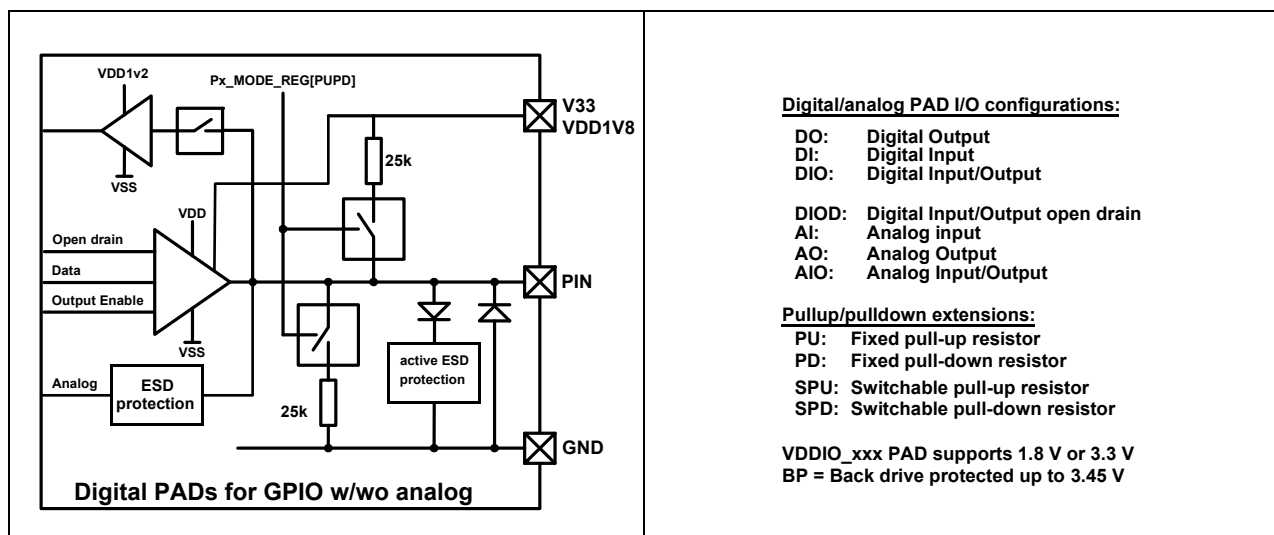 VDD1v2
Px_MODE_REG[PUPD]
V33
VDD1V8
25k
VSS
VDD
Open drain
Data
Output Enable
PIN
VSS
Analog
ESD
protection
active ESD
protection
25k
GND
Digital PADs for GPIO w/wo analog
Digital/analog PAD I/O configurations:
DO: Digital Output
DI: Digital Input
DIO: Digital Input/Output
DIOD: Digital Input/Output open drain
AI: Analog input
AO: Analog Output
AIO: Analog Input/Output
Pullup/pulldown extensions:
PU: Fixed pull-up resistor
PD: Fixed pull-down resistor
SPU: Switchable pull-up resistor
SPD: Switchable pull-down resistor
VDDIO_xxx PAD supports 1.8 V or 3.3 V
BP = Back drive protected up to 3.45 V